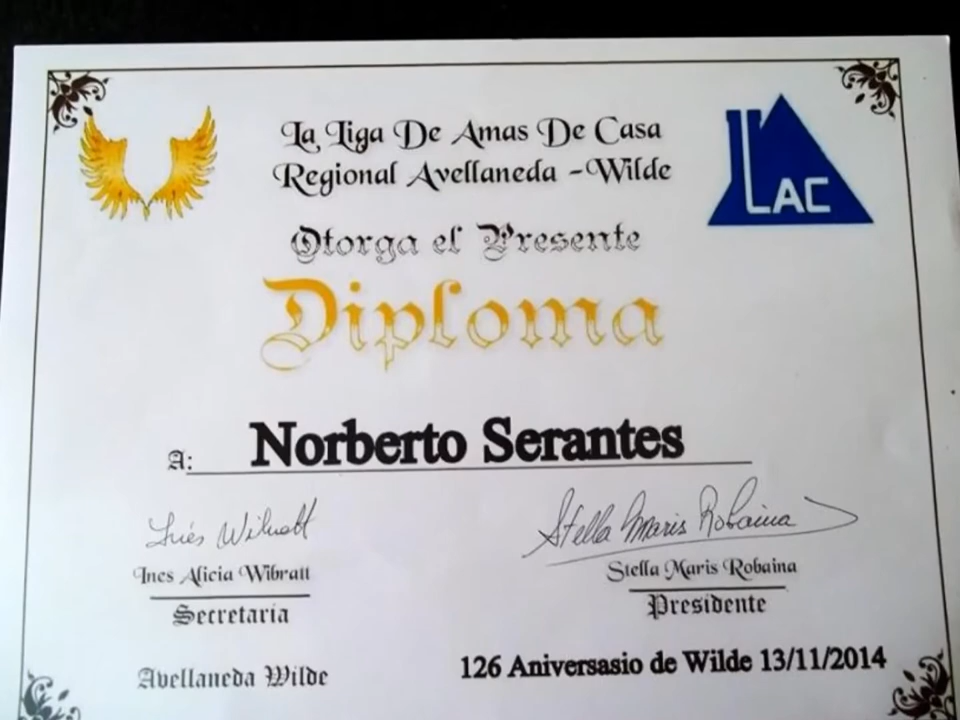 La Liga De Amas De Casa
Regional Avellaneda -Wilde
LAC
Otorga el Presente
Diploma
A: Norberto Serantes
Inés Wibratt
Stella Maris Robaina
Ines Alicia Wibratt
Stella Maris Robaina
Secretaria
Presidente
Avellaneda Wilde
126 Aniversasio de Wilde 13/11/2014